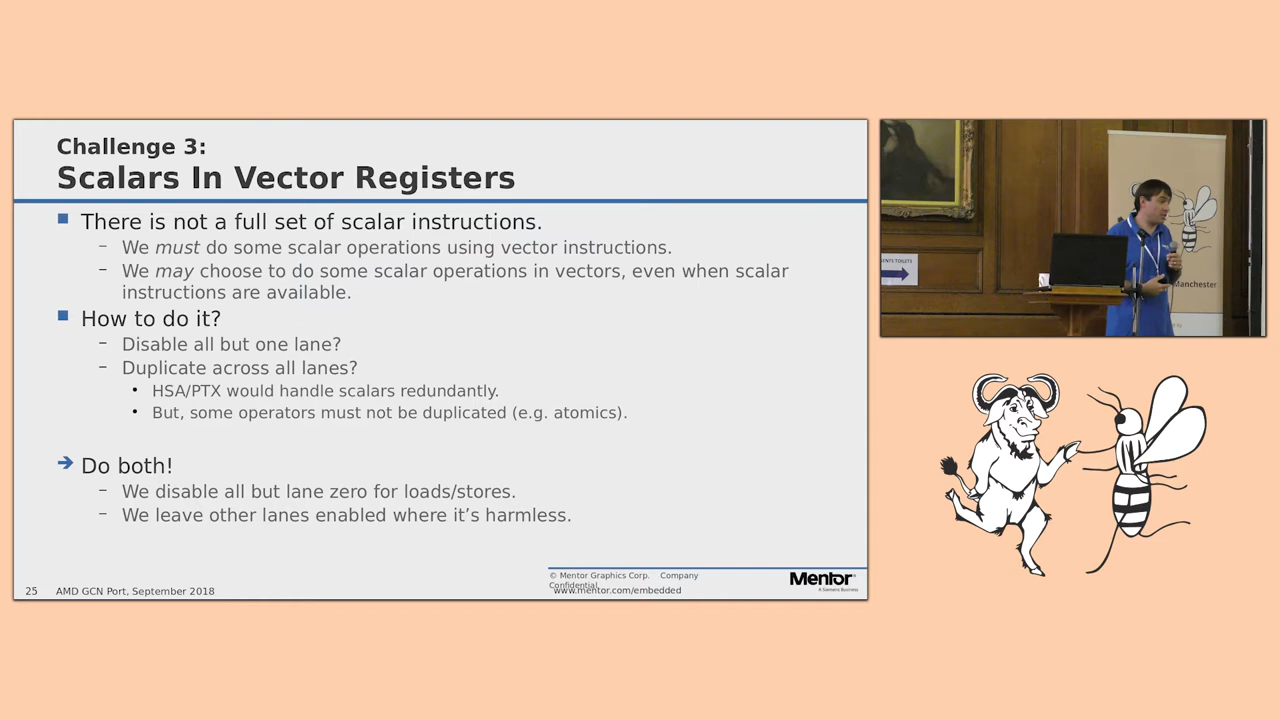 Challenge 3:
Scalars In Vector Registers
There is not a full set of scalar instructions.
– We must do some scalar operations using vector instructions.
– We may choose to do some scalar operations in vectors, even when scalar
instructions are available.
How to do it?
– Disable all but one lane?
– Duplicate across all lanes?
• HSA/PTX would handle scalars redundantly.
• But, some operators must not be duplicated (e.g. atomics).
➔ Do both!
– We disable all but lane zero for loads/stores.
– We leave other lanes enabled where it’s harmless.
25 AMD GCN Port, September 2018
© Mentor Graphics Corp. Company
Confidential
www.mentor.com/embedded
Mentor®
A Siemens Business
TOILETS
Manchester